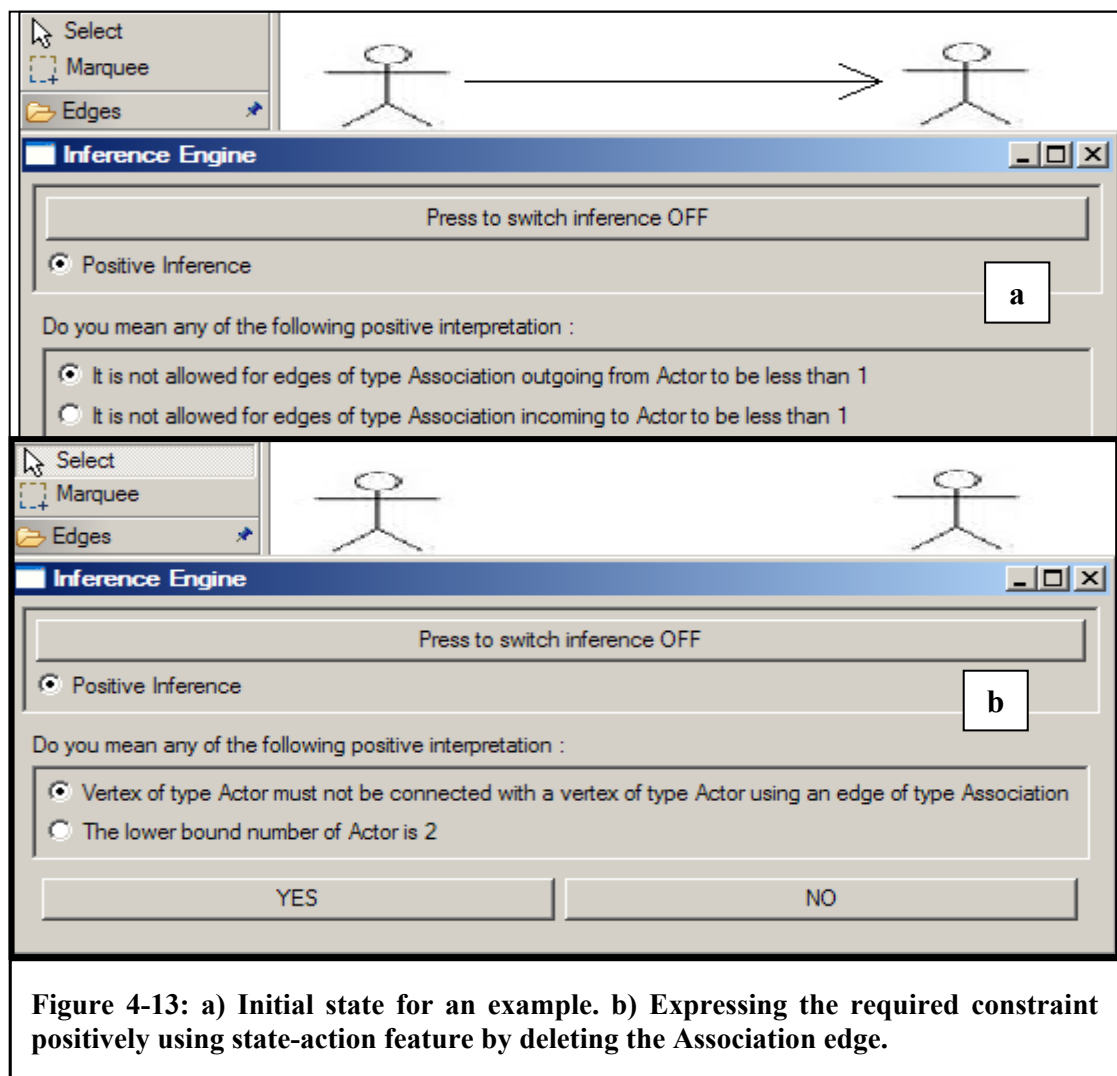 Select
Marquee
Edges
Inference Engine
Press to switch inference OFF
Positive Inference
a
Do you mean any of the following positive interpretation :
It is not allowed for edges of type Association outgoing from Actor to be less than 1
It is not allowed for edges of type Association incoming to Actor to be less than 1
Select
Marquee
Edges
Inference Engine
Press to switch inference OFF
Positive Inference
b
Do you mean any of the following positive interpretation :
Vertex of type Actor must not be connected with a vertex of type Actor using an edge of type Association
The lower bound number of Actor is 2
YES NO
Figure 4-13: a) Initial state for an example. b) Expressing the required constraint
positively using state-action feature by deleting the Association edge.